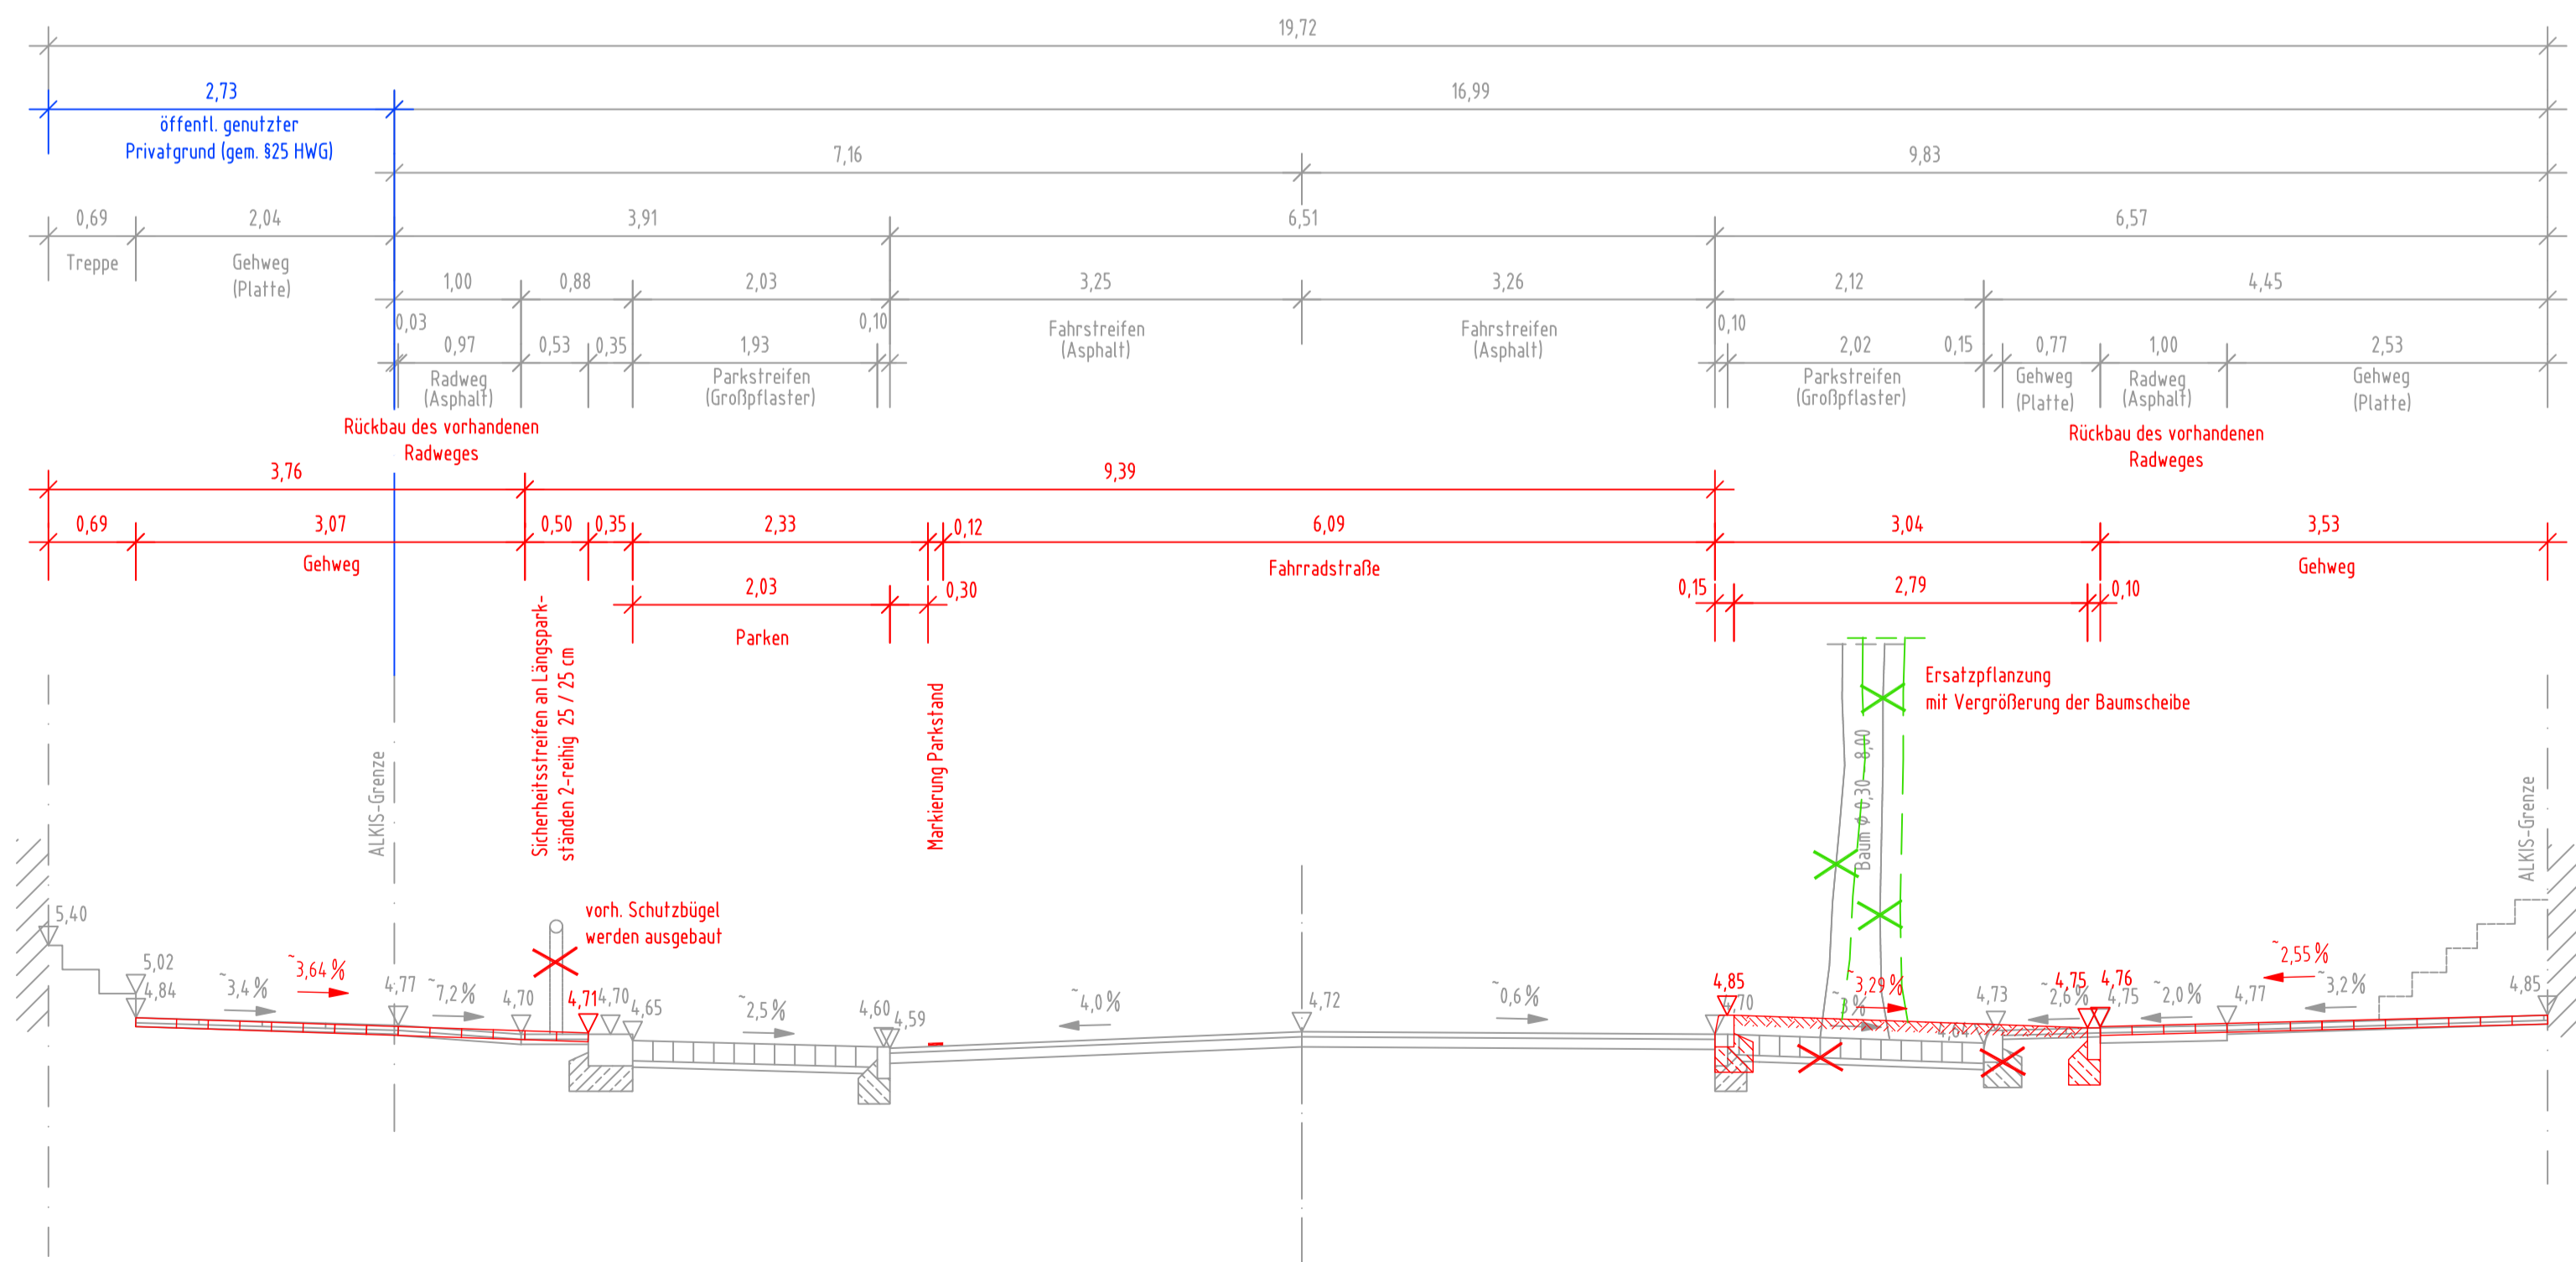 19,72
2,73
16,99
öffentl. genutzter
Privatgrund (gem. §25 HWG)
7,16
9,83
0,69
2,04
3,91
6,51
6,57
Treppe
Gehweg
(Platte)
1,00
0,88
2,03
3,25
3,26
2,12
4,45
0,03
0,10
Fahrstreifen
(Asphalt)
Fahrstreifen
(Asphalt)
0,10
0,97
0,53
0,35
1,93
2,02
0,15
0,77
1,00
2,53
Radweg
(Asphalt)
Parkstreifen
(Großpflaster)
Parkstreifen
(Großpflaster)
Gehweg
(Platte)
Radweg
(Asphalt)
Gehweg
(Platte)
Rückbau des vorhandenen
Radweges
Rückbau des vorhandenen
Radweges
3,76
9,39
0,69
3,07
0,50
0,35
2,33
0,12
6,09
3,04
3,53
Gehweg
Fahrradstraße
Gehweg
2,03
0,30
0,15
2,79
0,10
Parken
Sicherheitsstreifen an Längspark-
ständen 2-reihig 25 / 25 cm
Markierung Parkstand
Ersatzpflanzung
mit Vergrößerung der Baumscheibe
ALKIS-Grenze
Baum ø 0,30 8,00
ALKIS-Grenze
vorh. Schutzbügel
werden ausgebaut
5,40
5,02
4,84
~3,4 %
~3,64 %
4,77
~7,2 %
4,70
4,71
4,70
4,65
~2,5 %
4,60
4,59
~4,0 %
4,72
~0,6 %
4,85
4,70
~3,29 %
~3 %
4,64
4,73
~2,6 %
4,75
4,76
4,75
~2,0 %
4,77
~2,55 %
~3,2 %
4,85